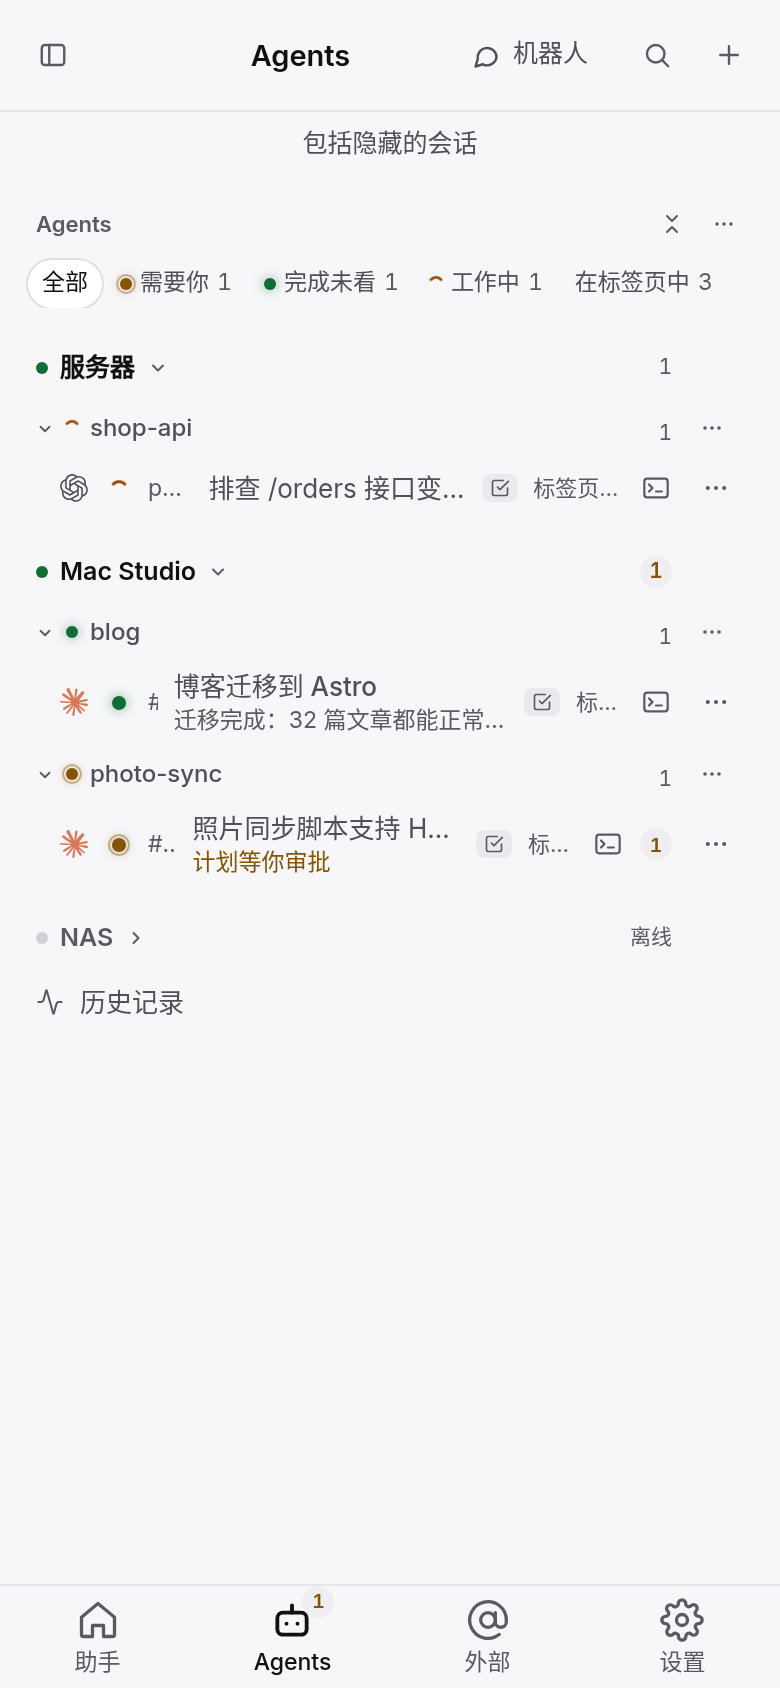 Agents
机器人
包括隐藏的会话
Agents
全部 需要你 1 完成未看 1 工作中 1 在标签页中 3
服务器 1
shop-api 1
p... 排查 /orders 接口变... 标签页...
Mac Studio 1
blog 1
# 博客迁移到 Astro 标...
迁移完成：32 篇文章都能正常...
photo-sync 1
#.. 照片同步脚本支持 H... 标... 1
计划等你审批
NAS 离线
历史记录
1
助手 Agents 外部 设置